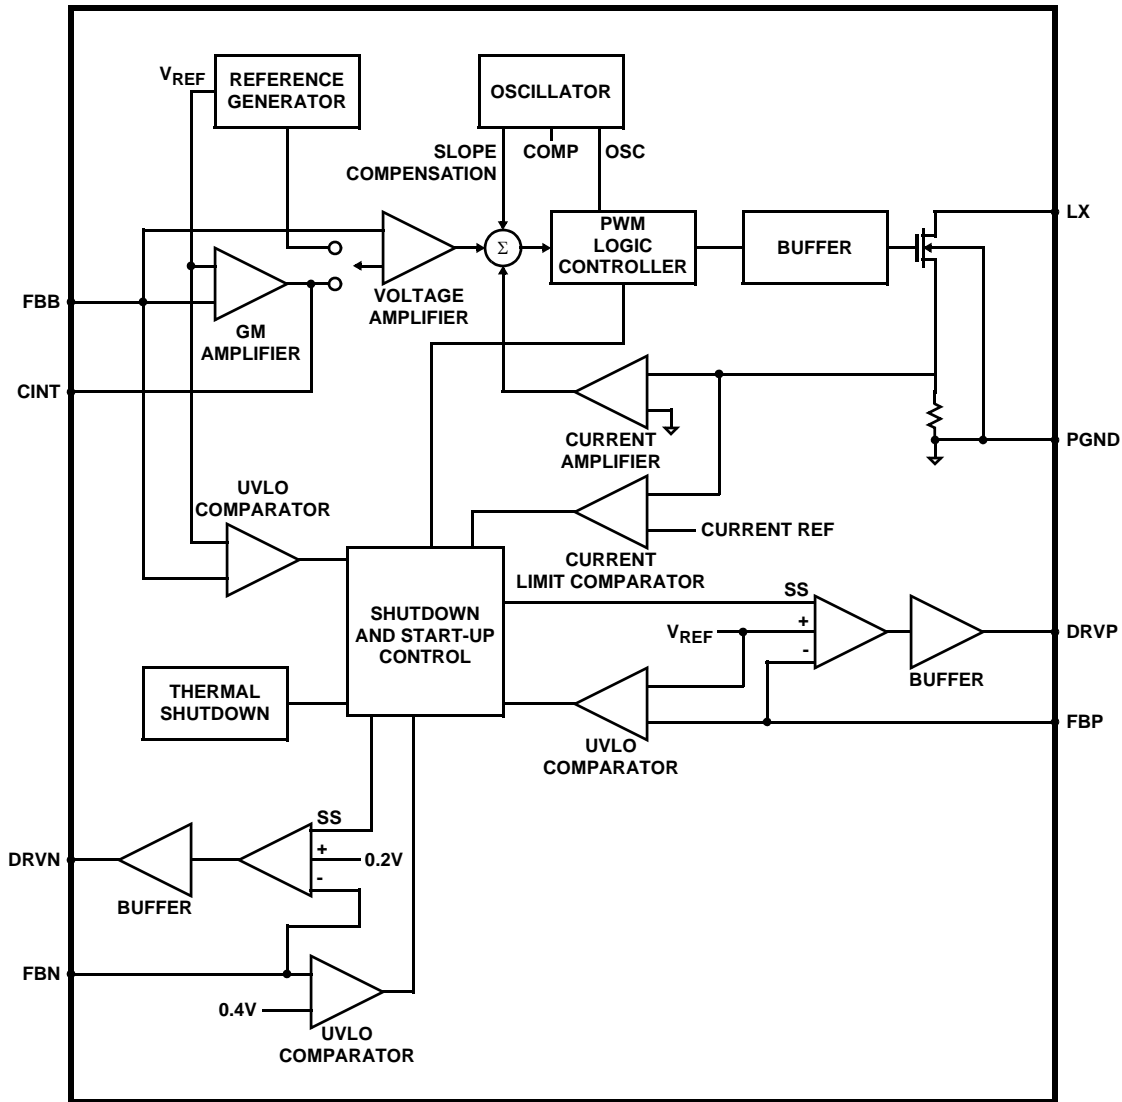 VREF
REFERENCE
GENERATOR
OSCILLATOR
SLOPE
COMPENSATION
COMP
OSC
LX
PWM
LOGIC
CONTROLLER
BUFFER
Σ
FBB
VOLTAGE
AMPLIFIER
GM
AMPLIFIER
CINT
CURRENT
AMPLIFIER
PGND
UVLO
COMPARATOR
CURRENT REF
CURRENT
LIMIT COMPARATOR
SHUTDOWN
AND START-UP
CONTROL
SS
VREF
+
-
DRVP
BUFFER
THERMAL
SHUTDOWN
FBP
UVLO
COMPARATOR
SS
+
0.2V
-
DRVN
BUFFER
FBN
0.4V
UVLO
COMPARATOR